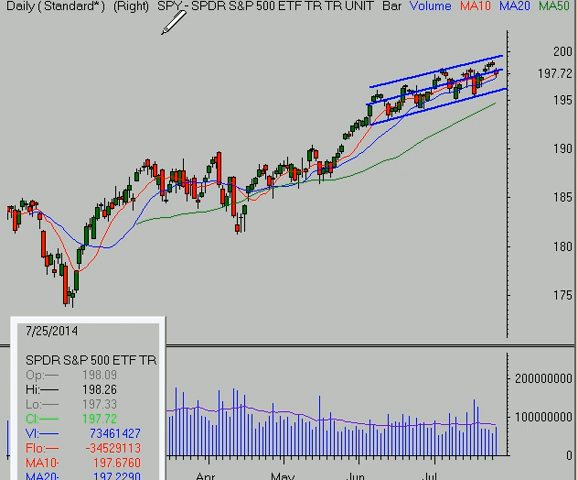 Daily (Standard*) (Right) SPY - SPDR S&P 500 ETF TR TR UNIT Bar Volume MA10 MA20 MA50
200
197.72
195
190
185
180
175
7/25/2014
SPDR S&P 500 ETF TR
Op:— 198.09
Hi:— 198.26
Lo:— 197.33
Cl:— 197.72
Vl:— 73461427
Flo:— -34529113
MA10- 197.6760
MA20- 197.2290
200000000
100000000
0
Apr May Jun Jul